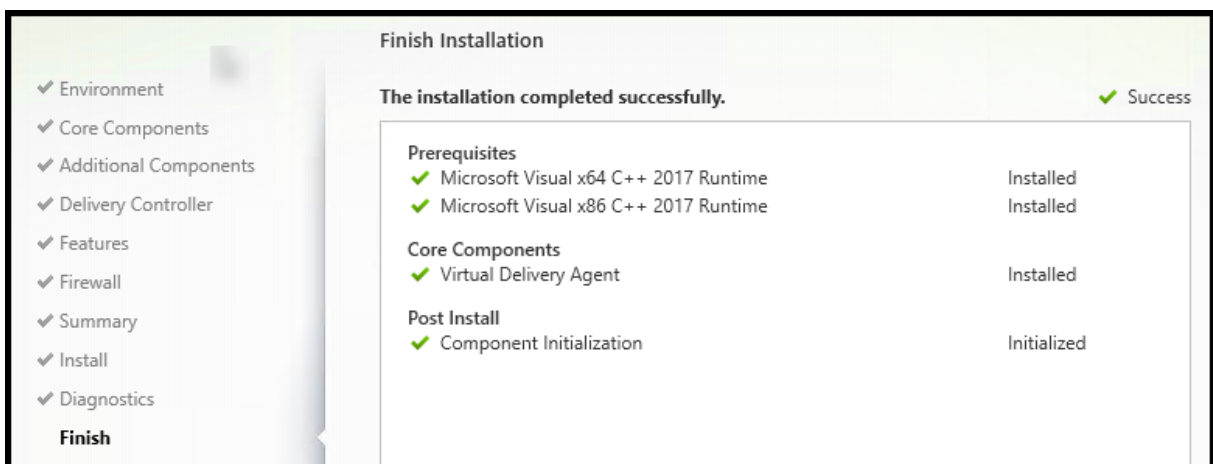 Environment
Core Components
Additional Components
Delivery Controller
Features
Firewall
Summary
Install
Diagnostics
Finish
Finish Installation
The installation completed successfully. Success
Prerequisites
Microsoft Visual x64 C++ 2017 Runtime Installed
Microsoft Visual x86 C++ 2017 Runtime Installed
Core Components
Virtual Delivery Agent Installed
Post Install
Component Initialization Initialized